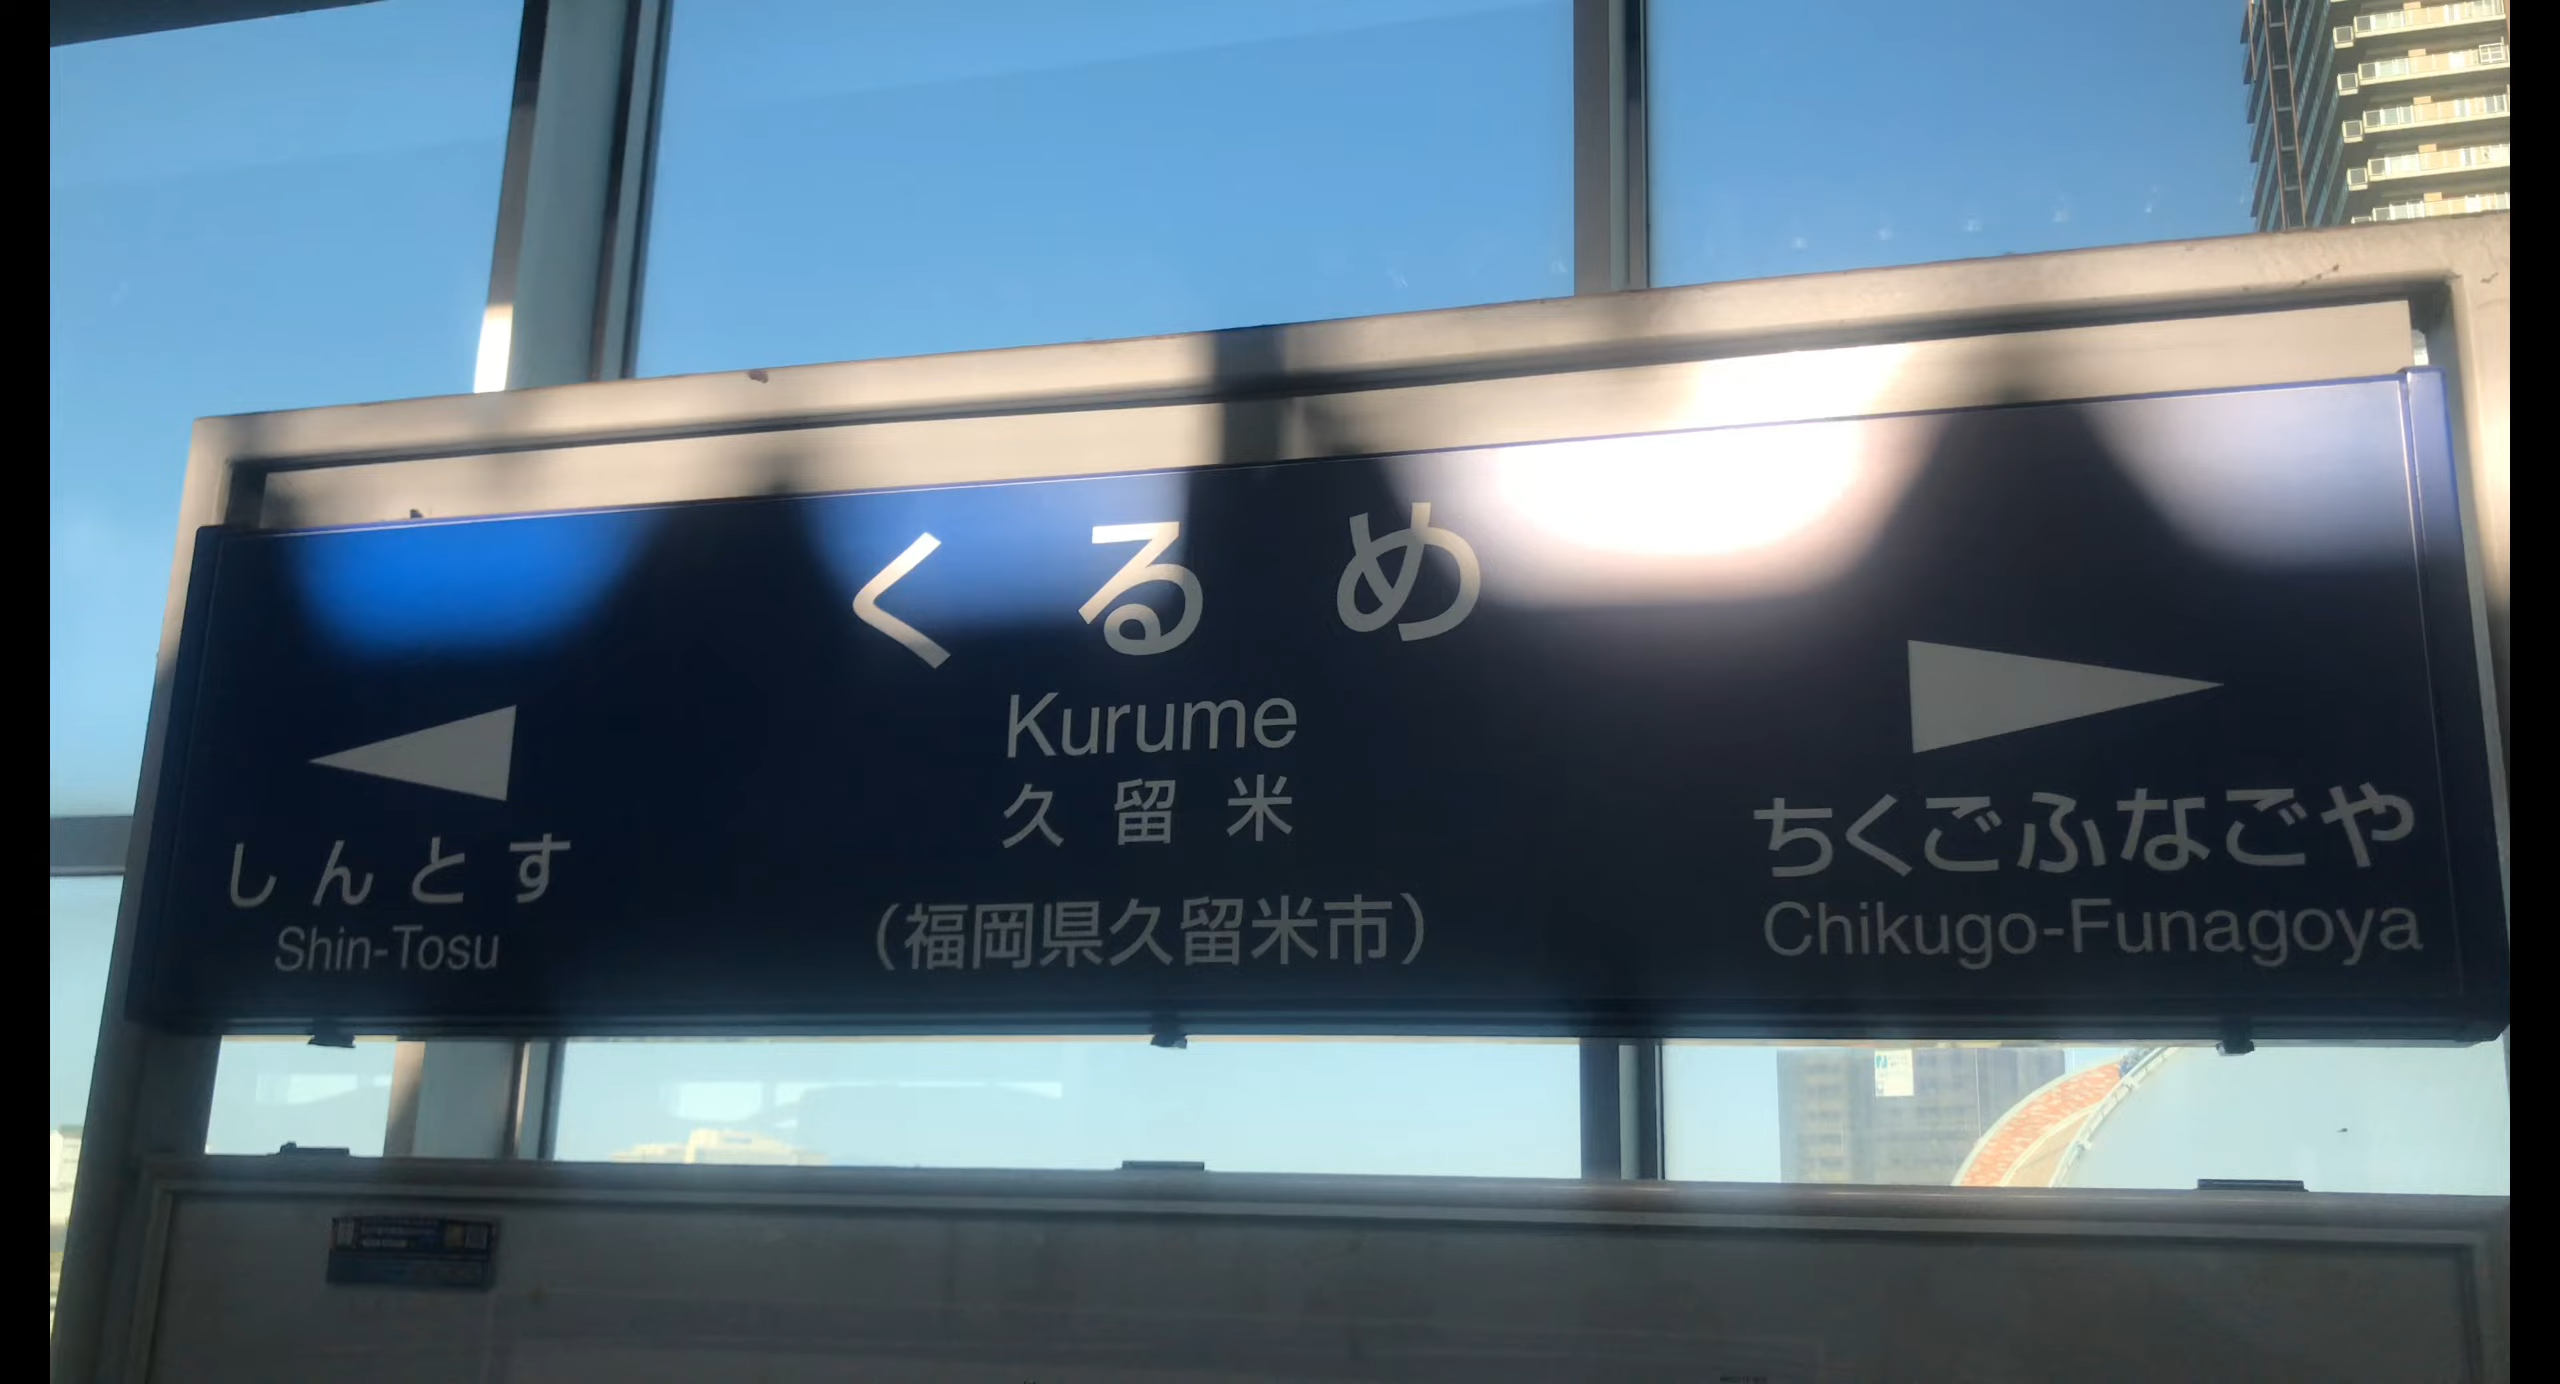 くるめ
Kurume
久留米
(福岡県久留米市)
しんとす
Shin-Tosu
ちくごふなごや
Chikugo-Funagoya